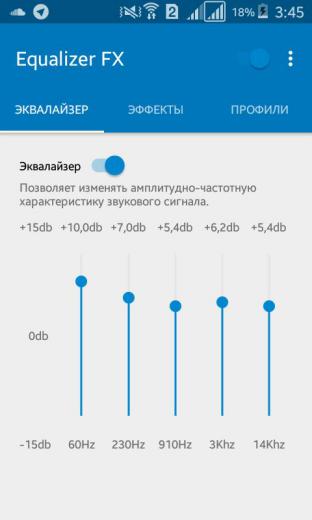 2 18% 3:45
Equalizer FX
ЭКВАЛАЙЗЕР ЭФФЕКТЫ ПРОФИЛИ
Эквалайзер
Позволяет изменять амплитудно-частотную
характеристику звукового сигнала.
+15db +10,0db +7,0db +5,4db +6,2db +5,4db
0db
-15db 60Hz 230Hz 910Hz 3Khz 14Khz